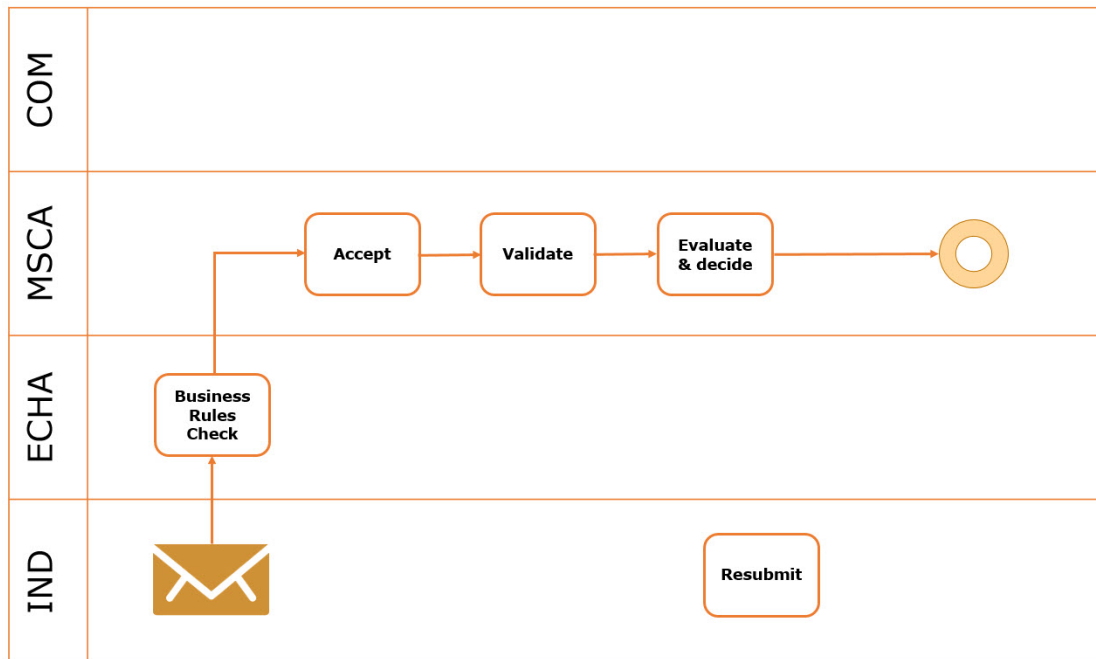 COM
MSCA
Accept
Validate
Evaluate
& decide
ECHA
Business
Rules
Check
IND
Resubmit